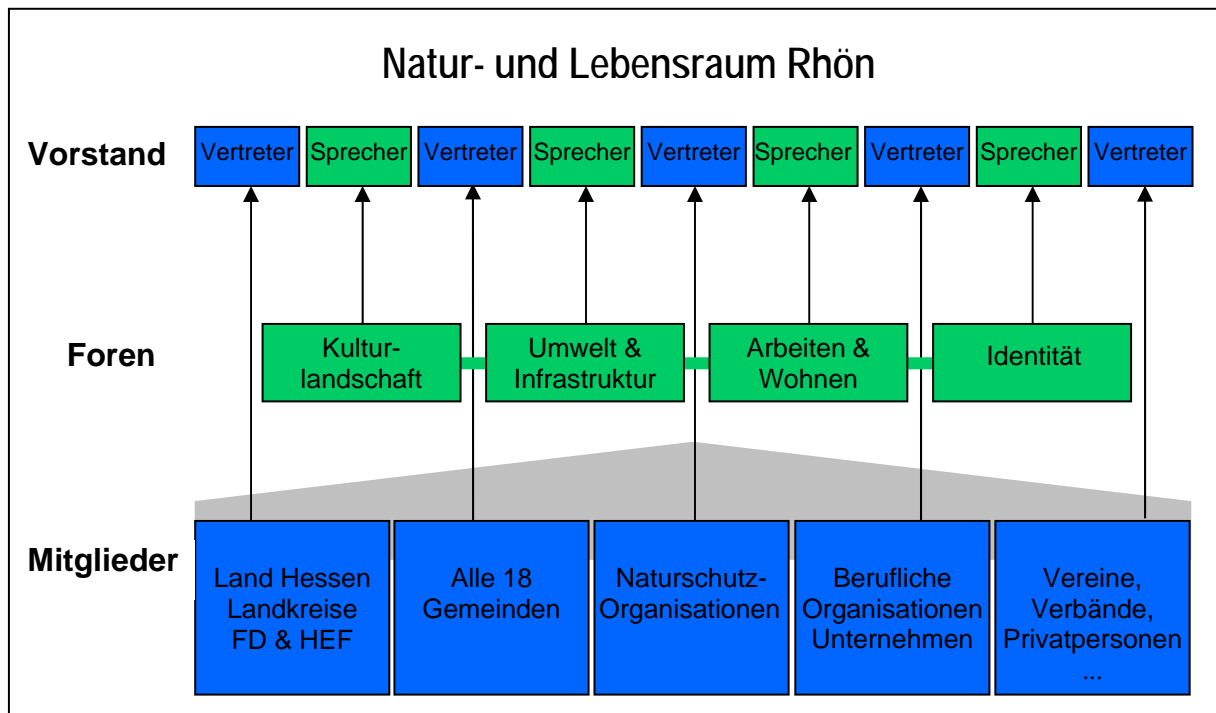 Natur- und Lebensraum Rhön
Vorstand
Vertreter
Sprecher
Vertreter
Sprecher
Vertreter
Sprecher
Vertreter
Sprecher
Vertreter
Foren
Kultur-
landschaft
Umwelt &
Infrastruktur
Arbeiten &
Wohnen
Identität
Mitglieder
Land Hessen
Landkreise
FD & HEF
Alle 18
Gemeinden
Naturschutz-
Organisationen
Berufliche
Organisationen
Unternehmen
Vereine,
Verbände,
Privatpersonen
...